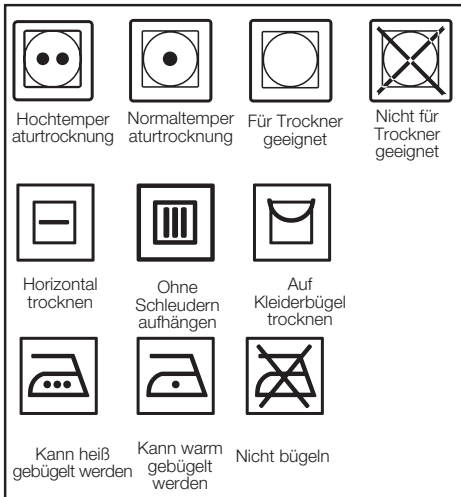 Hochtemper
aturtrocknung
Normaltemper
aturtrocknung
Für Trockner
geeignet
Nicht für
Trockner
geeignet
Horizontal
trocknen
Ohne
Schleudern
aufhängen
Auf
Kleiderbügel
trocknen
Kann heiß
gebügelt werden
Kann warm
gebügelt
werden
Nicht bügeln